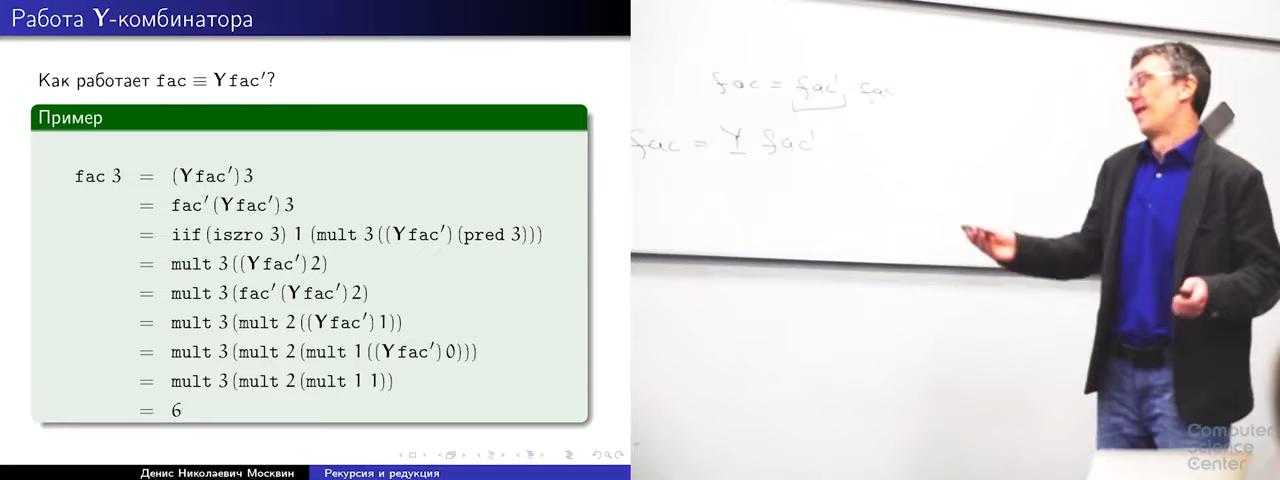 Работа Y-комбинатора
Как работает fac ≡ Y fac′?
Пример
fac 3 = (Y fac′) 3
= fac′ (Y fac′) 3
= iif (iszro 3) 1 (mult 3 ((Y fac′) (pred 3)))
= mult 3 ((Y fac′) 2)
= mult 3 (fac′ (Y fac′) 2)
= mult 3 (mult 2 ((Y fac′) 1))
= mult 3 (mult 2 (mult 1 ((Y fac′) 0)))
= mult 3 (mult 2 (mult 1 1))
= 6
Денис Николаевич Москвин Рекурсия и редукция
fac = fac′ fac
fac = Y fac′
Computer
Science
Center